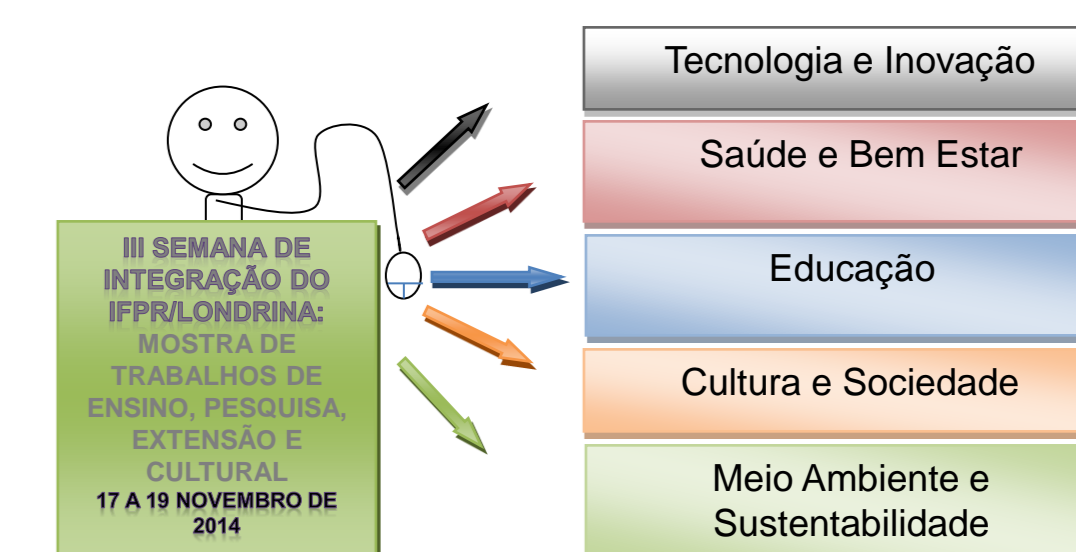 III SEMANA DE
INTEGRAÇÃO DO
IFPR/LONDRINA:
MOSTRA DE
TRABALHOS DE
ENSINO, PESQUISA,
EXTENSÃO E
CULTURAL
17 A 19 NOVEMBRO DE
2014
Tecnologia e Inovação
Saúde e Bem Estar
Educação
Cultura e Sociedade
Meio Ambiente e
Sustentabilidade